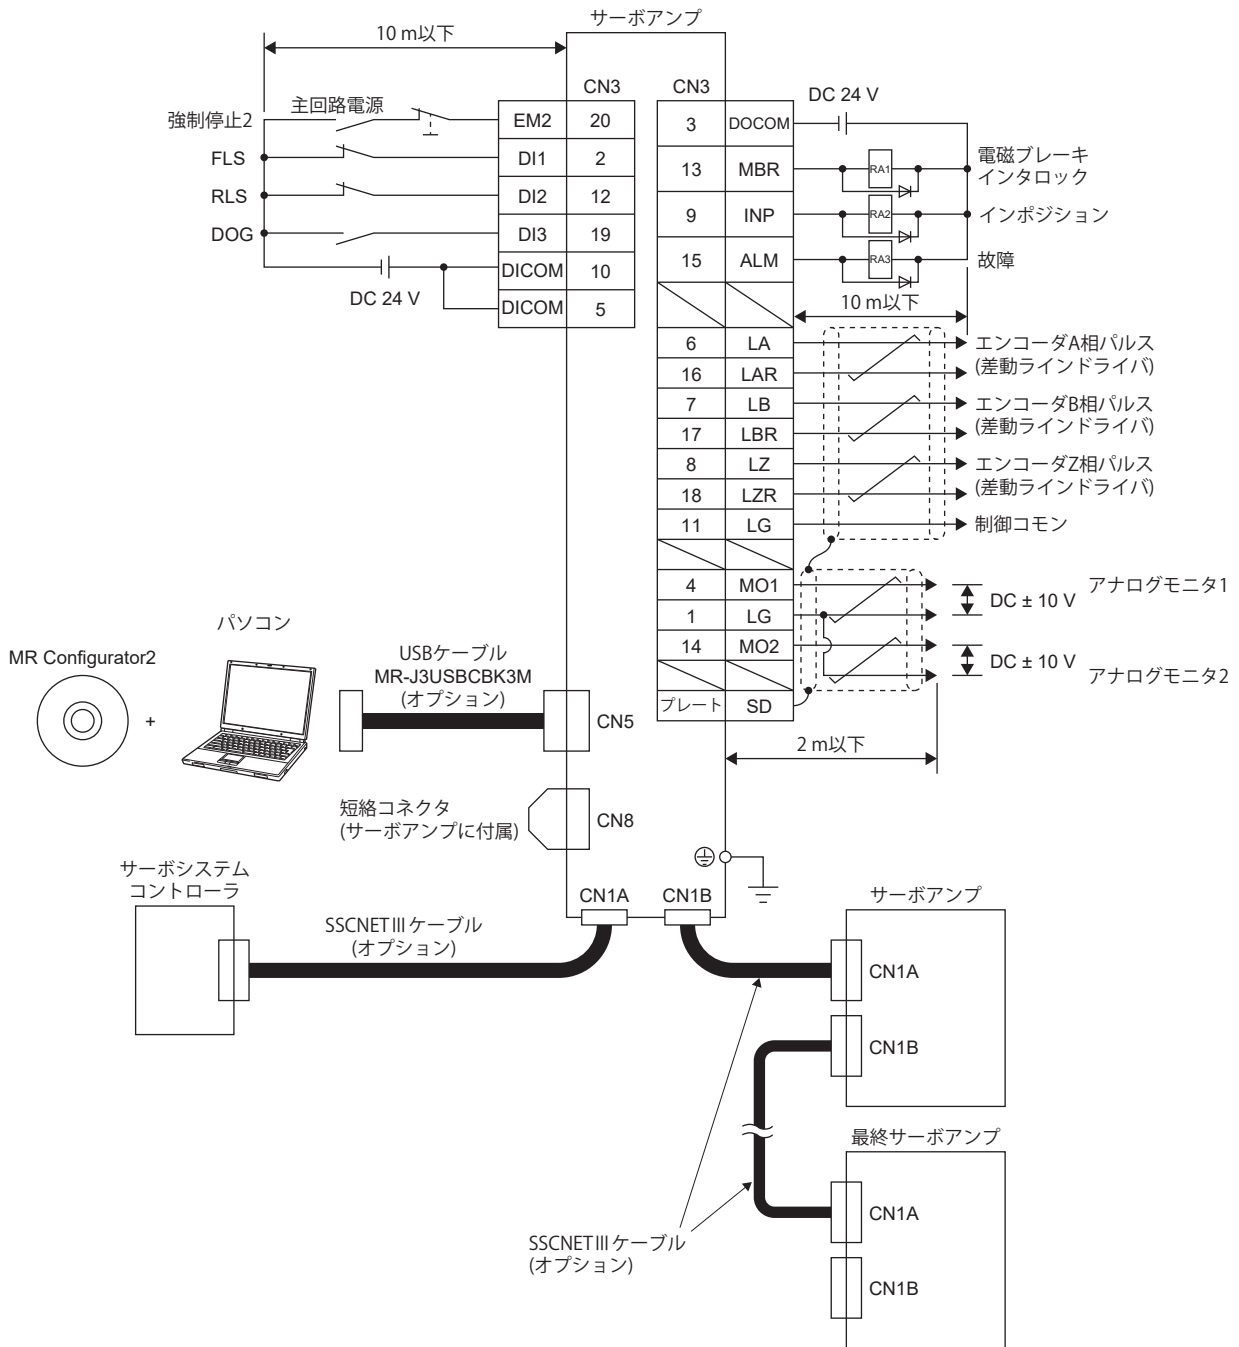 サーボアンプ
10 m以下
CN3
CN3
主回路電源
強制停止2
EM2 20
FLS
DI1 2
RLS
DI2 12
DOG
DI3 19
DICOM 10
DC 24 V
DICOM 5
DC 24 V
3 DOCOM
13 MBR
RA1
電磁ブレーキ
インタロック
9 INP
RA2
インポジション
15 ALM
RA3
故障
10 m以下
6 LA
エンコーダA相パルス
(差動ラインドライバ)
16 LAR
7 LB
エンコーダB相パルス
(差動ラインドライバ)
17 LBR
8 LZ
エンコーダZ相パルス
(差動ラインドライバ)
18 LZR
11 LG
制御コモン
4 MO1
アナログモニタ1
DC ± 10 V
1 LG
14 MO2
DC ± 10 V
アナログモニタ2
プレート SD
2 m以下
パソコン
MR Configurator2
+
USBケーブル
MR-J3USBCBK3M
(オプション)
CN5
短絡コネクタ
(サーボアンプに付属)
CN8
サーボシステム
コントローラ
CN1A
CN1B
SSCNETⅢケーブル
(オプション)
サーボアンプ
CN1A
CN1B
最終サーボアンプ
CN1A
SSCNETⅢケーブル
(オプション)
CN1B